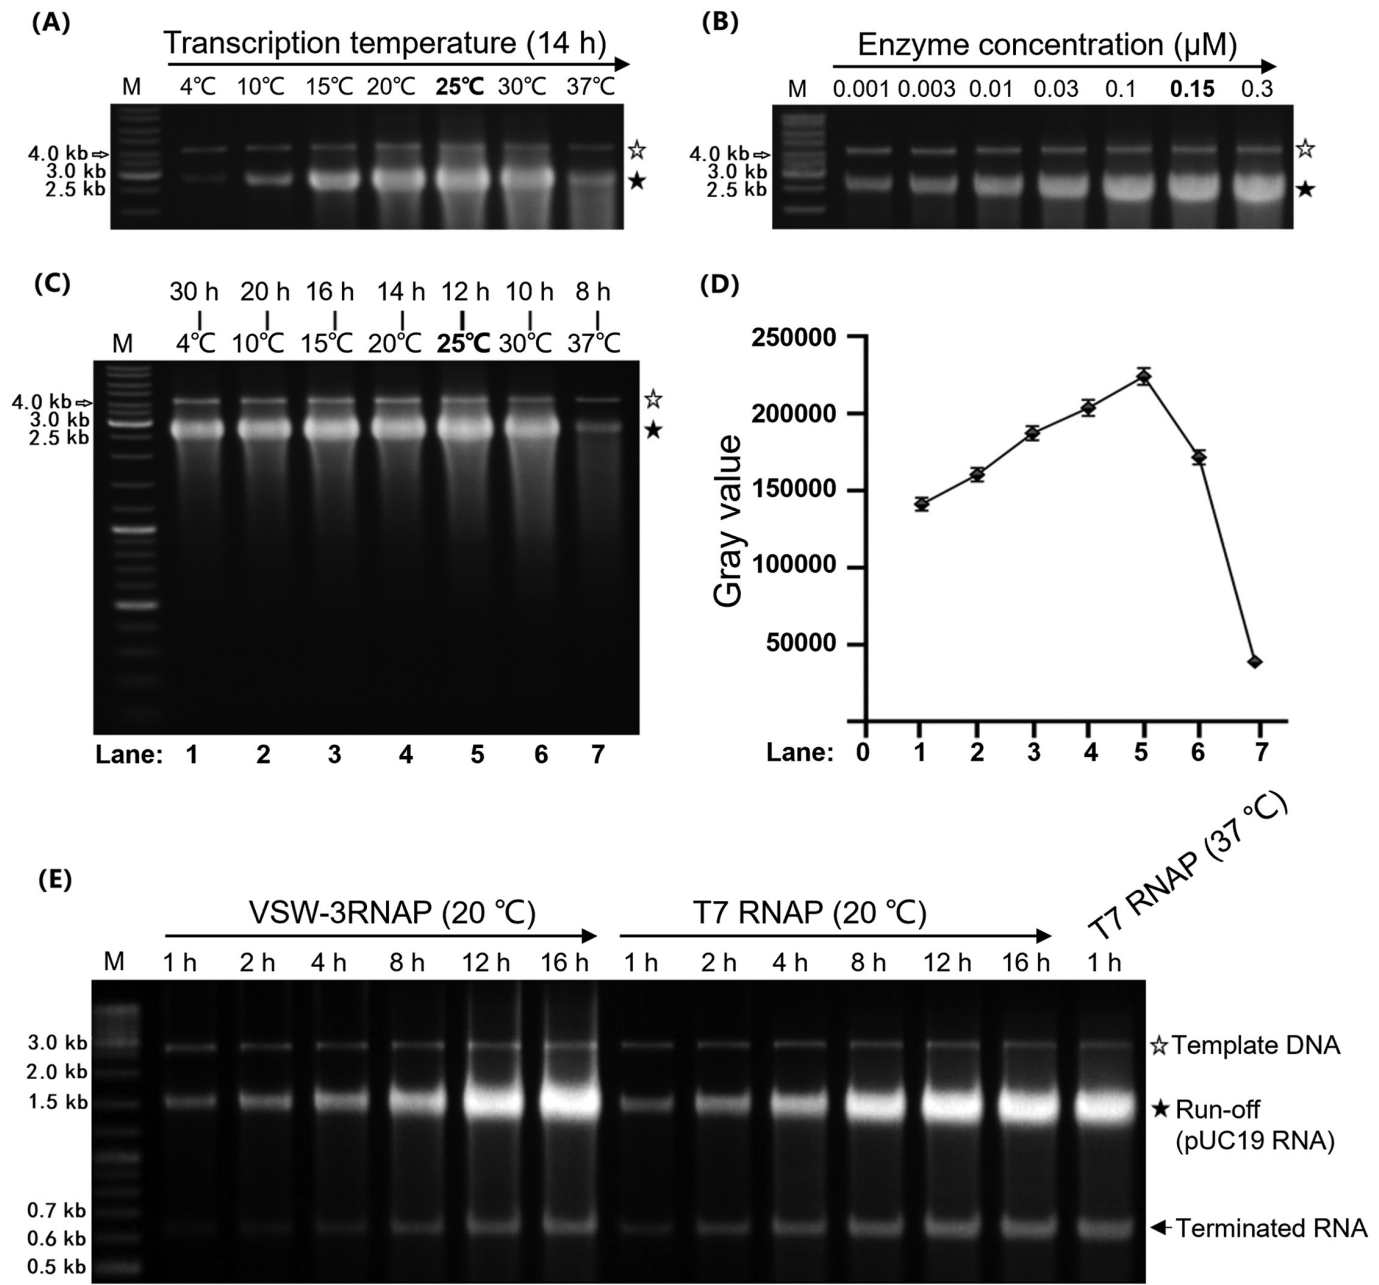 (A)
Transcription temperature (14 h)
M 4℃ 10℃ 15℃ 20℃ 25℃ 30℃ 37℃
4.0 kb⇨ ☆
3.0 kb
2.5 kb ★
(B)
Enzyme concentration (μM)
M 0.001 0.003 0.01 0.03 0.1 0.15 0.3
4.0 kb⇨ ☆
3.0 kb
2.5 kb ★
(C)
30 h 20 h 16 h 14 h 12 h 10 h 8 h
M 4℃ 10℃ 15℃ 20℃ 25℃ 30℃ 37℃
4.0 kb⇨ ☆
3.0 kb
2.5 kb ★
Lane: 1 2 3 4 5 6 7
(D)
Gray value
250000
200000
150000
100000
50000
Lane: 0 1 2 3 4 5 6 7
(E)
VSW-3RNAP (20 ℃) T7 RNAP (20 ℃) T7 RNAP (37 ℃)
M 1 h 2 h 4 h 8 h 12 h 16 h 1 h 2 h 4 h 8 h 12 h 16 h 1 h
3.0 kb ☆Template DNA
2.0 kb
1.5 kb ★ Run-off
(pUC19 RNA)
0.7 kb
0.6 kb ← Terminated RNA
0.5 kb